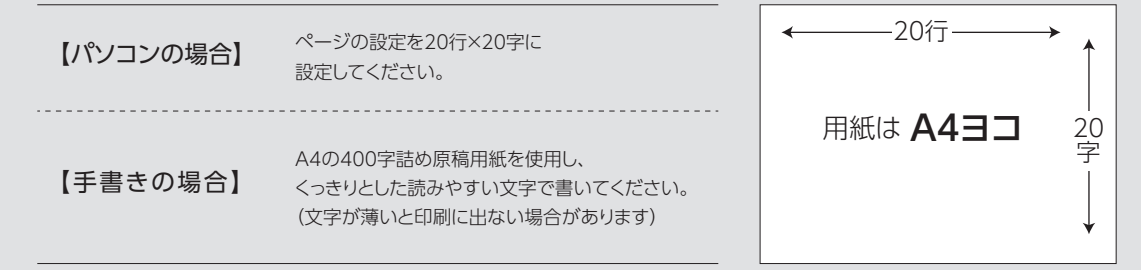 【パソコンの場合】
ページの設定を20行×20字に
設定してください。
【手書きの場合】
A4の400字詰め原稿用紙を使用し、
くっきりとした読みやすい文字で書いてください。
（文字が薄いと印刷に出ない場合があります）
20行
用紙は A4ヨコ
20字